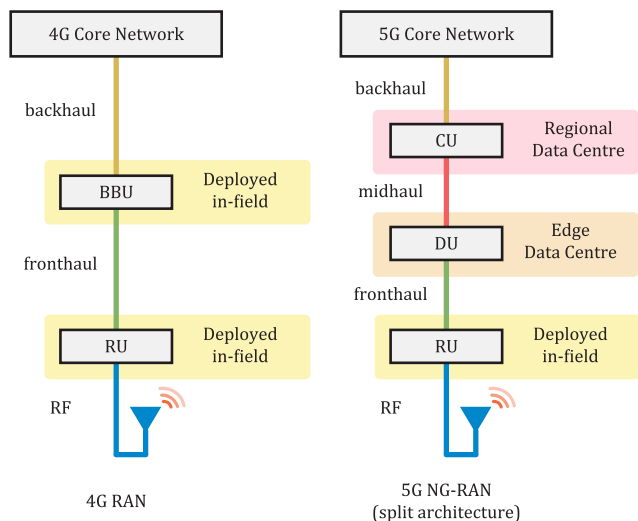 4G Core Network
backhaul
BBU
Deployed
in-field
fronthaul
RU
Deployed
in-field
RF
4G RAN
5G Core Network
backhaul
CU
Regional
Data Centre
midhaul
DU
Edge
Data Centre
fronthaul
RU
Deployed
in-field
RF
5G NG-RAN
(split architecture)